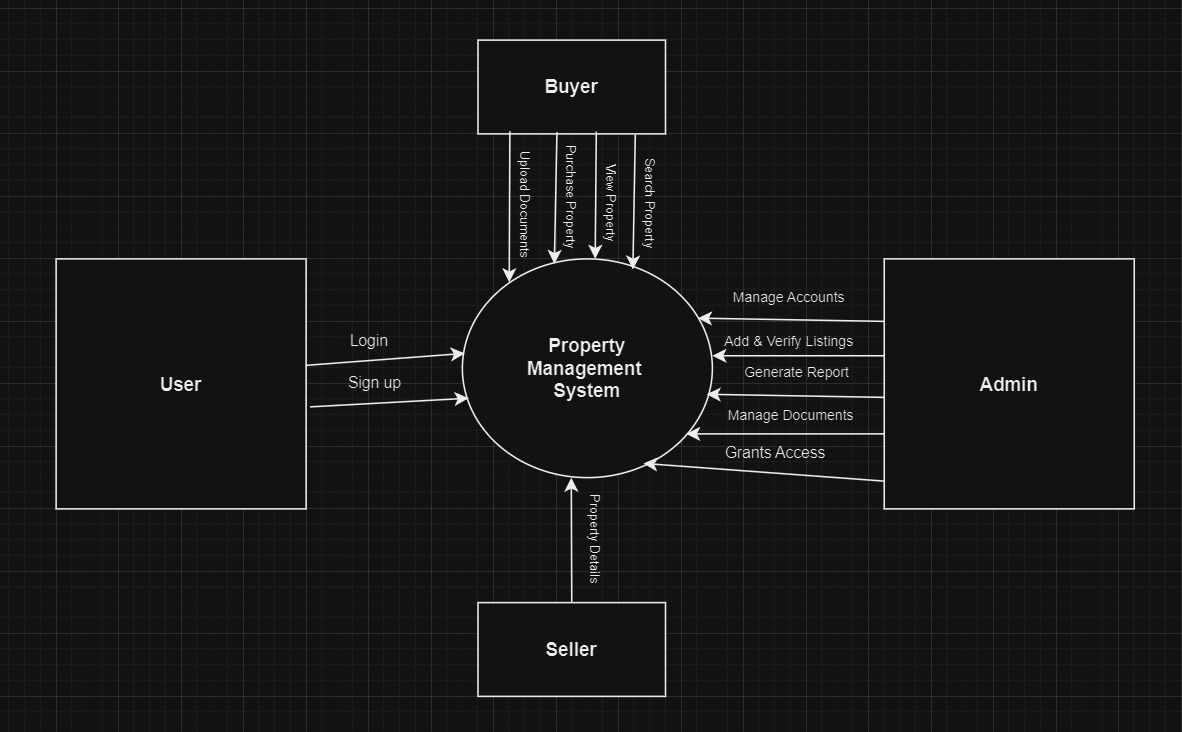 Buyer
Upload Documents
Purchase Property
View Property
Search Property
User
Login
Sign up
Property
Management
System
Manage Accounts
Add & Verify Listings
Generate Report
Manage Documents
Grants Access
Admin
Property Details
Seller